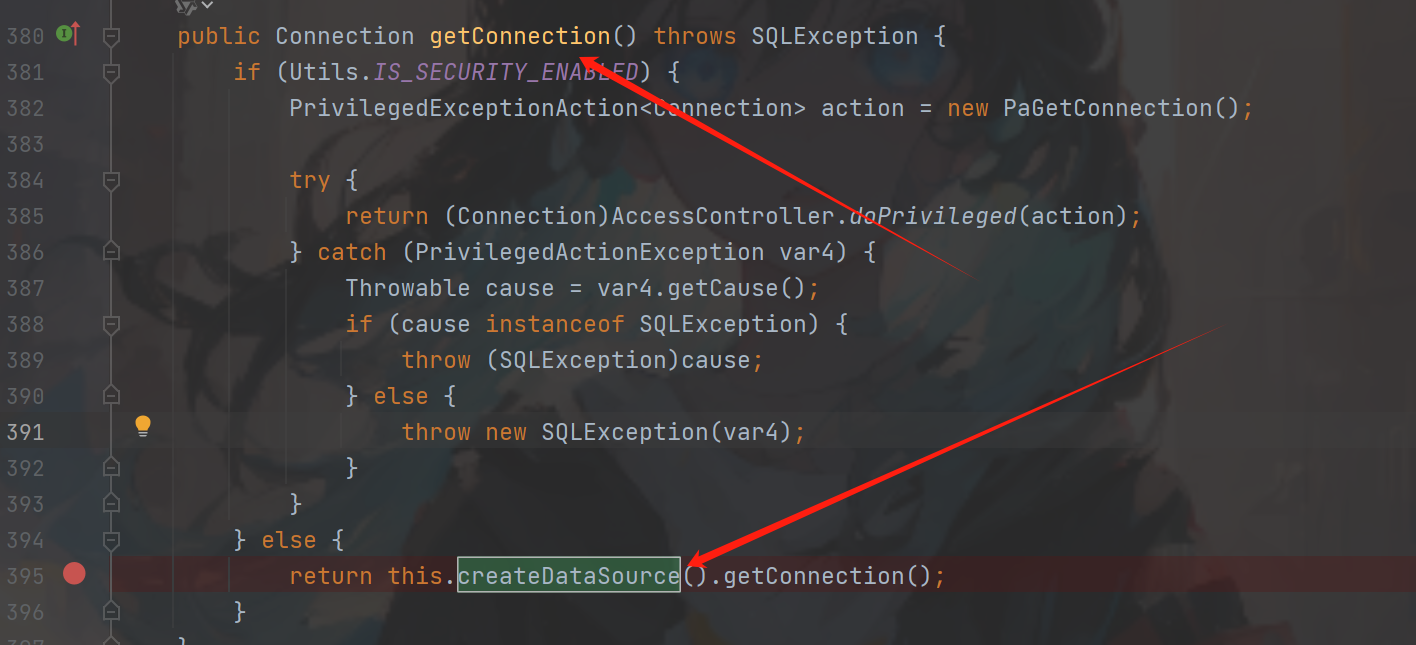 380 public Connection getConnection() throws SQLException {
381 if (Utils.IS_SECURITY_ENABLED) {
382 PrivilegedExceptionAction<Connection> action = new PaGetConnection();
383
384 try {
385 return (Connection)AccessController.doPrivileged(action);
386 } catch (PrivilegedActionException var4) {
387 Throwable cause = var4.getCause();
388 if (cause instanceof SQLException) {
389 throw (SQLException)cause;
390 } else {
391 throw new SQLException(var4);
392 }
393 }
394 } else {
395 return this.createDataSource().getConnection();
396 }
397 }